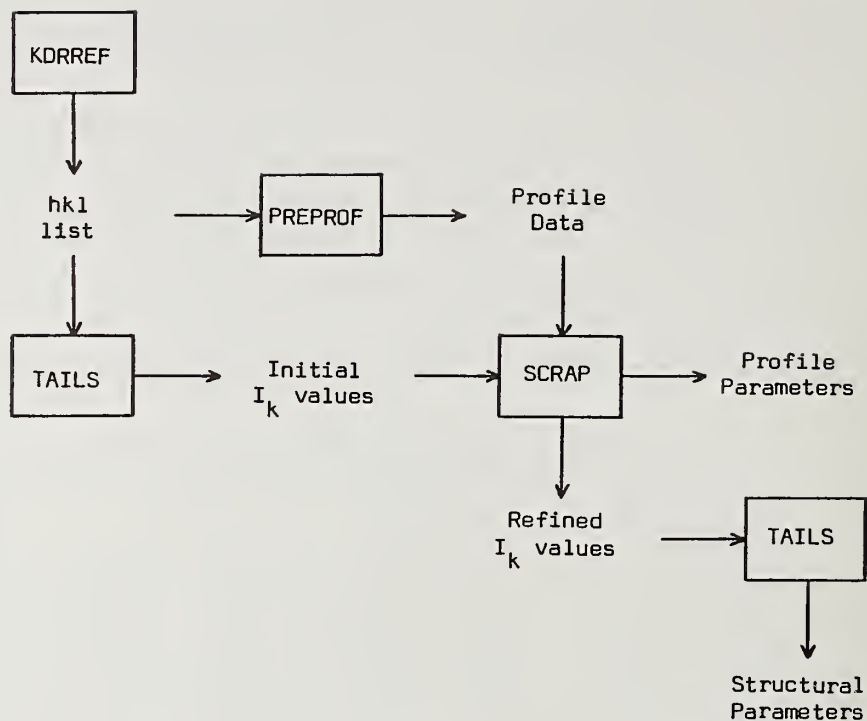 KDRREF
hkl
list
PREPROF
Profile
Data
TAILS
Initial
I_k values
SCRAP
Profile
Parameters
Refined
I_k values
TAILS
Structural
Parameters